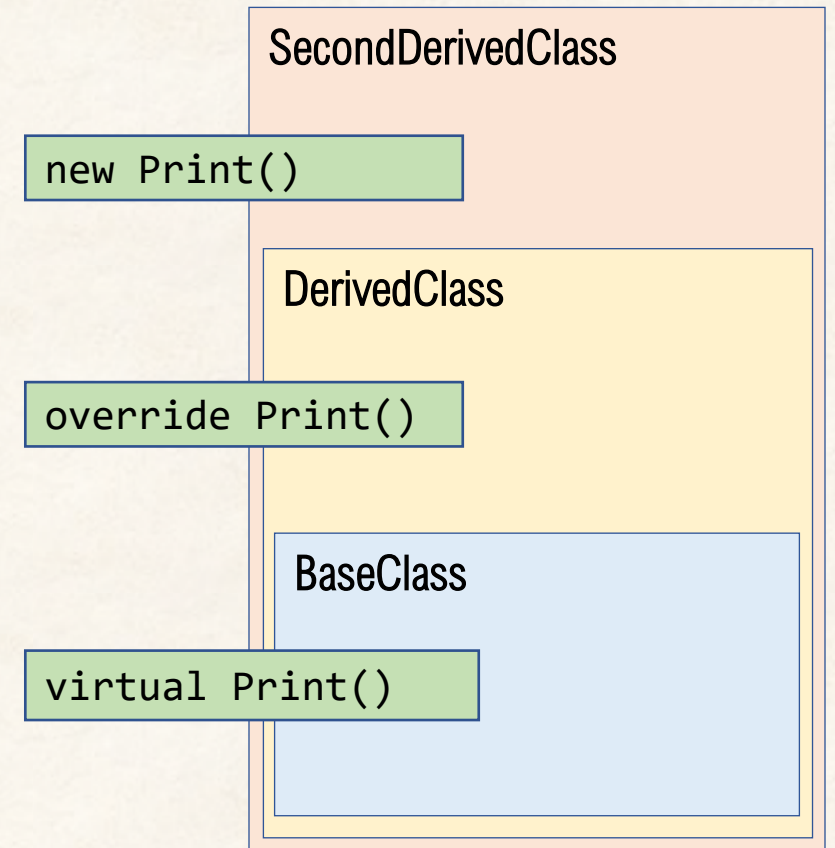 SecondDerivedClass
new Print()
DerivedClass
override Print()
BaseClass
virtual Print()